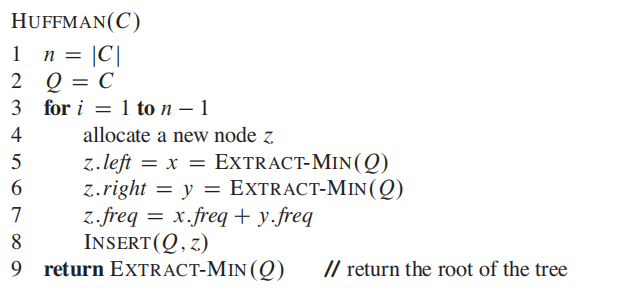 HUFFMAN(C)
1 n = |C|
2 Q = C
3 for i = 1 to n − 1
4 allocate a new node z
5 z.left = x = EXTRACT-MIN(Q)
6 z.right = y = EXTRACT-MIN(Q)
7 z.freq = x.freq + y.freq
8 INSERT(Q, z)
9 return EXTRACT-MIN(Q) // return the root of the tree